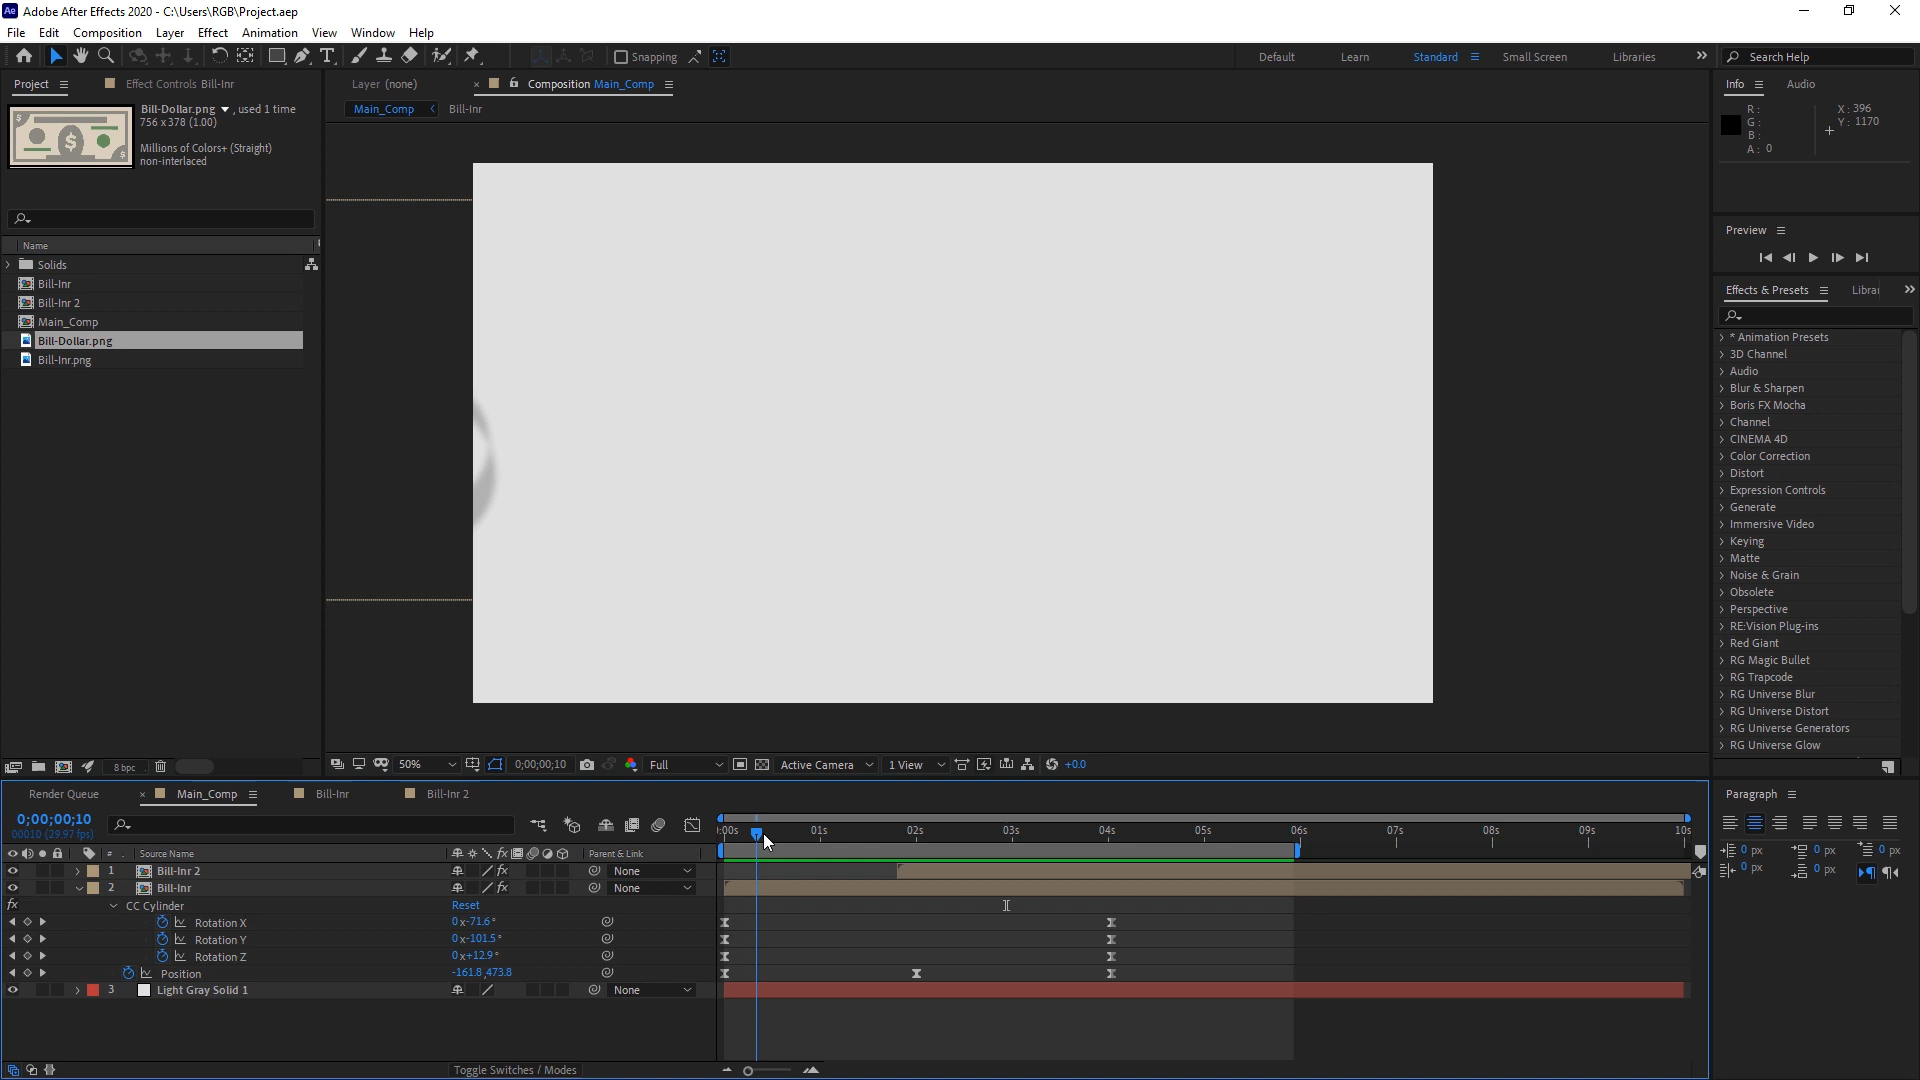 Ae Adobe After Effects 2020 - C:\Users\RGB\Project.aep
File Edit Composition Layer Effect Animation View Window Help
Snapping Default Learn Standard Small Screen Libraries Search Help
Project Effect Controls Bill-Inr
Layer (none) Composition Main_Comp
Info Audio
Bill-Dollar.png , used 1 time
756 x 378 (1.00)
Millions of Colors+ (Straight)
non-interlaced
Main_Comp Bill-Inr
R:
G:
B:
A: 0
X: 396
Y: 1170
Preview
Name
Solids
Bill-Inr
Bill-Inr 2
Main_Comp
Bill-Dollar.png
Bill-Inr.png
8 bpc
Effects & Presets Librar
* Animation Presets
3D Channel
Audio
Blur & Sharpen
Boris FX Mocha
Channel
CINEMA 4D
Color Correction
Distort
Expression Controls
Generate
Immersive Video
Keying
Matte
Noise & Grain
Obsolete
Perspective
RE:Vision Plug-ins
Red Giant
RG Magic Bullet
RG Trapcode
RG Universe Blur
RG Universe Distort
RG Universe Generators
RG Universe Glow
50% 0;00;00;10 Full Active Camera 1 View +0.0
Render Queue Main_Comp Bill-Inr Bill-Inr 2
0;00;00;10
00010 (29.97 fps)
:00s 01s 02s 03s 04s 05s 06s 07s 08s 09s 10s
# Source Name fx Parent & Link
1 Bill-Inr 2 fx None
2 Bill-Inr fx None
fx CC Cylinder Reset
Rotation X 0x-71.6°
Rotation Y 0x-101.5°
Rotation Z 0x+12.9°
Position -161.8,473.8
3 Light Gray Solid 1 None
Toggle Switches / Modes
Paragraph
0 px 0 px 0 px
0 px 0 px